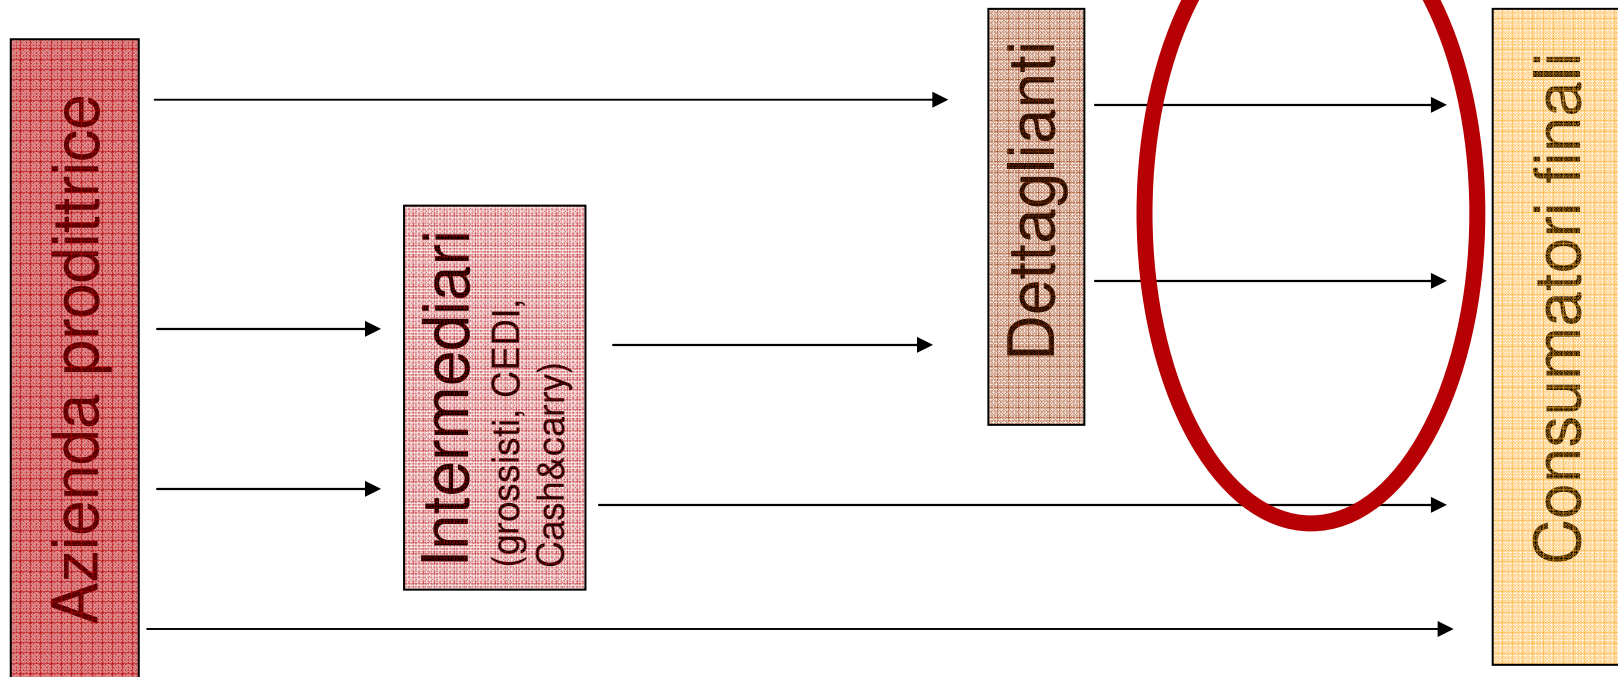 Azienda prodittrice
Intermediari
(grossisti, CEDI,
Cash&carry)
Dettaglianti
Consumatori finali